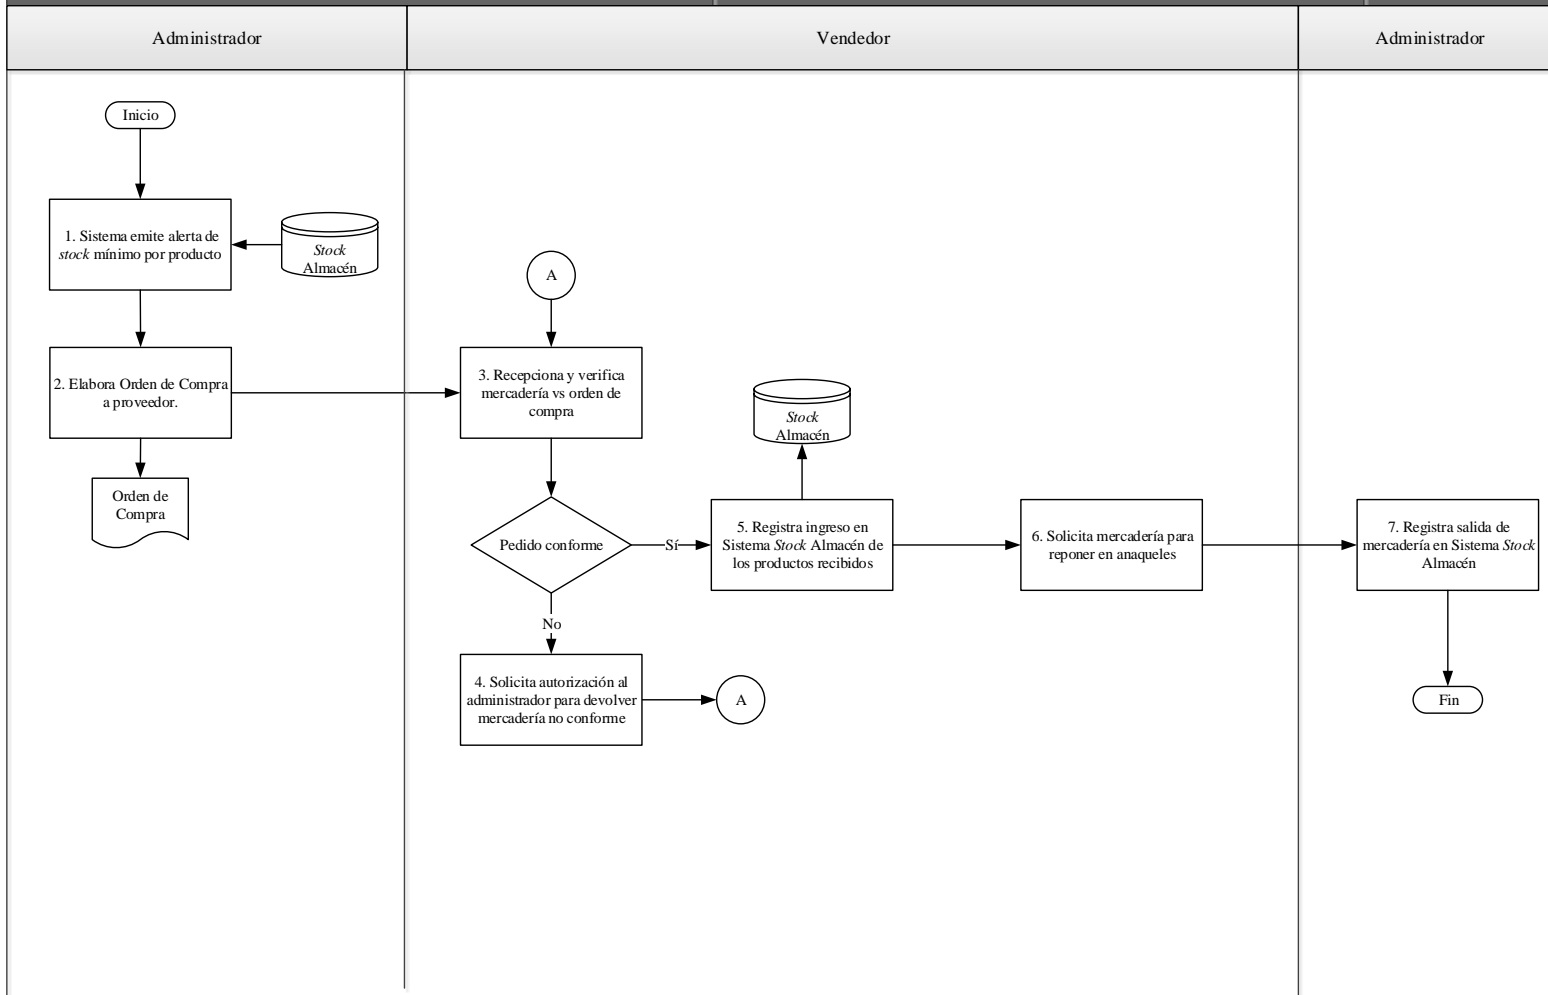 Administrador
Vendedor
Administrador
Inicio
1. Sistema emite alerta de
stock mínimo por producto
Stock
Almacén
2. Elabora Orden de Compra
a proveedor.
Orden de
Compra
A
3. Recepciona y verifica
mercadería vs orden de
compra
Pedido conforme
Sí
No
4. Solicita autorización al
administrador para devolver
mercadería no conforme
A
Stock
Almacén
5. Registra ingreso en
Sistema Stock Almacén de
los productos recibidos
6. Solicita mercadería para
reponer en anaqueles
7. Registra salida de
mercadería en Sistema Stock
Almacén
Fin